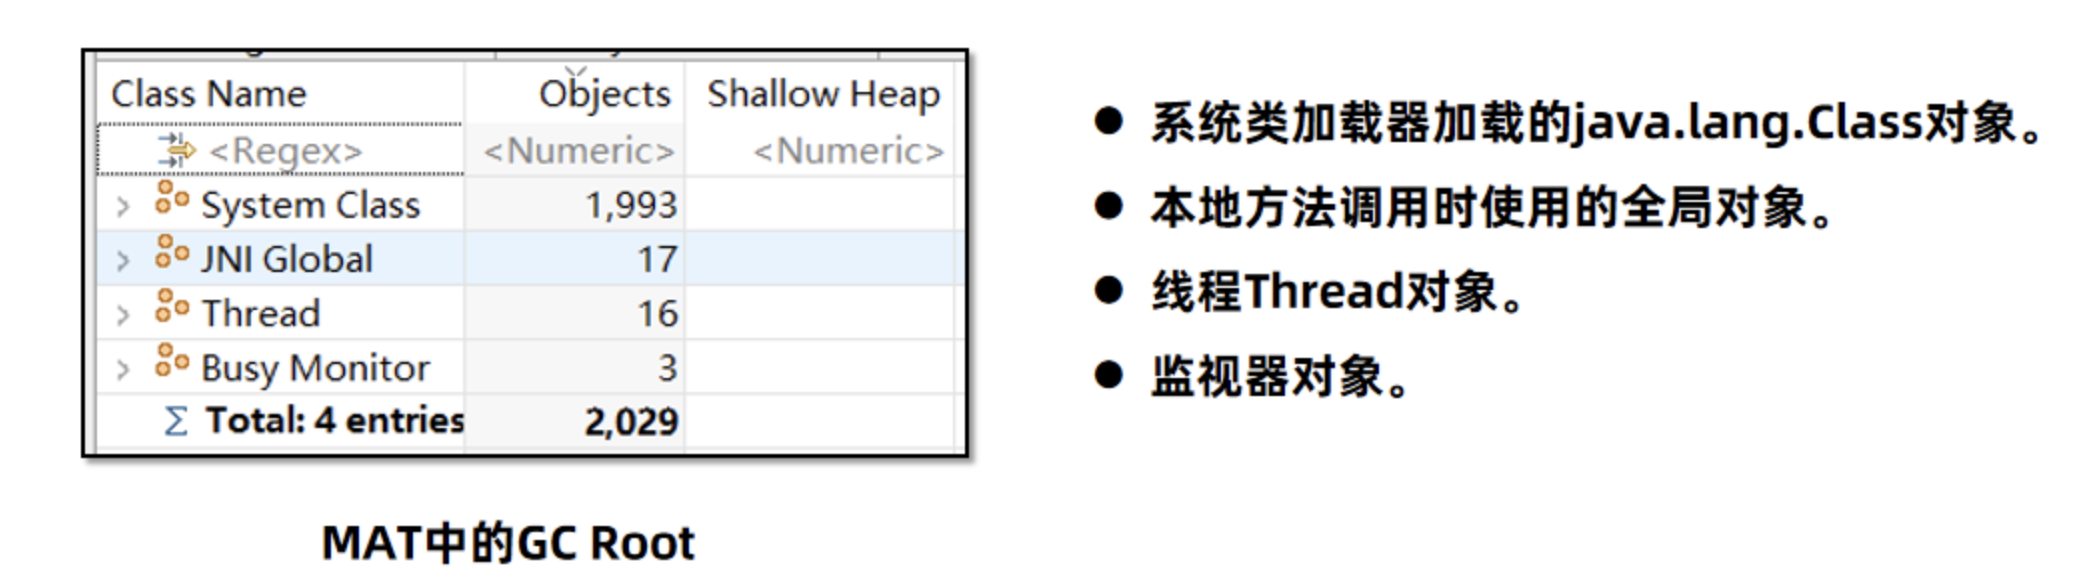 Class Name Objects Shallow Heap
<Regex> <Numeric> <Numeric>
System Class 1,993
JNI Global 17
Thread 16
Busy Monitor 3
Σ Total: 4 entries 2,029
MAT中的GC Root
● 系统类加载器加载的java.lang.Class对象。
● 本地方法调用时使用的全局对象。
● 线程Thread对象。
● 监视器对象。